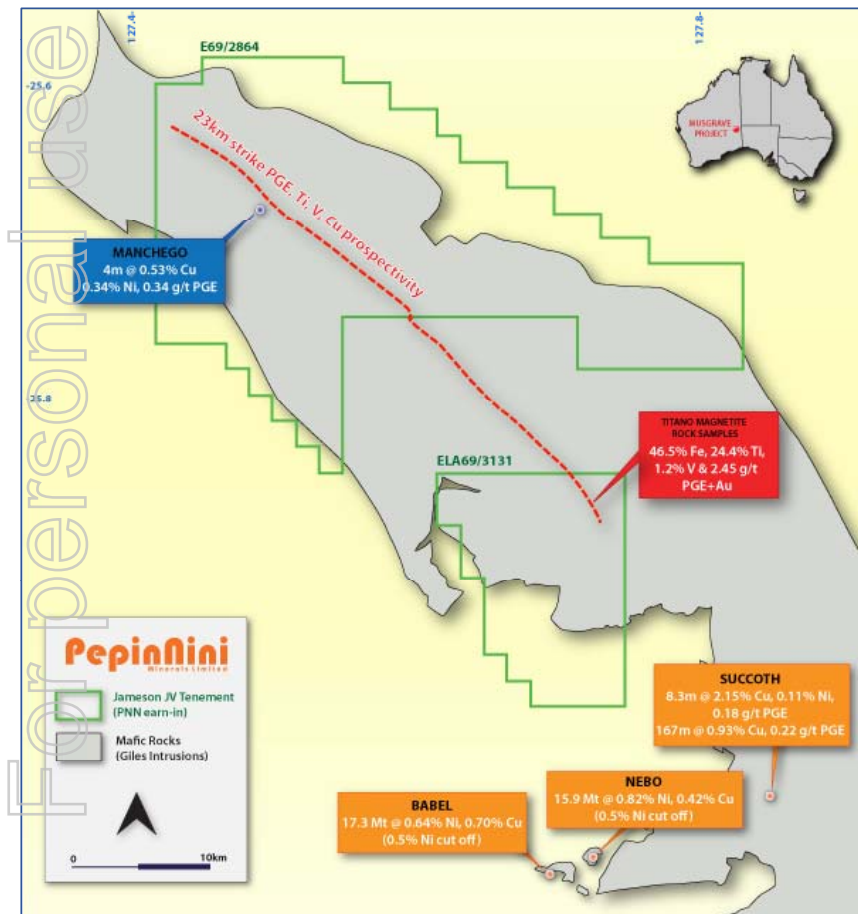 For personal use
127.4-
127.8-
E69/2864
-25.6
MUSGRAVE
PROJECT
23km strike PGE, Ti, V, cu prospectivity
MANCHEGO
4m @ 0.53% Cu
0.34% Ni, 0.34 g/t PGE
-25.8
TITANO MAGNETITE
ROCK SAMPLES
46.5% Fe, 24.4% Ti,
1.2% V & 2.45 g/t
PGE+Au
ELA69/3131
PepinNini
Minerals Limited
Jameson JV Tenement
(PNN earn-in)
Mafic Rocks
(Giles Intrusions)
0 10km
SUCCOTH
8.3m @ 2.15% Cu, 0.11% Ni,
0.18 g/t PGE
167m @ 0.93% Cu, 0.22 g/t PGE
NEBO
15.9 Mt @ 0.82% Ni, 0.42% Cu
(0.5% Ni cut off)
BABEL
17.3 Mt @ 0.64% Ni, 0.70% Cu
(0.5% Ni cut off)